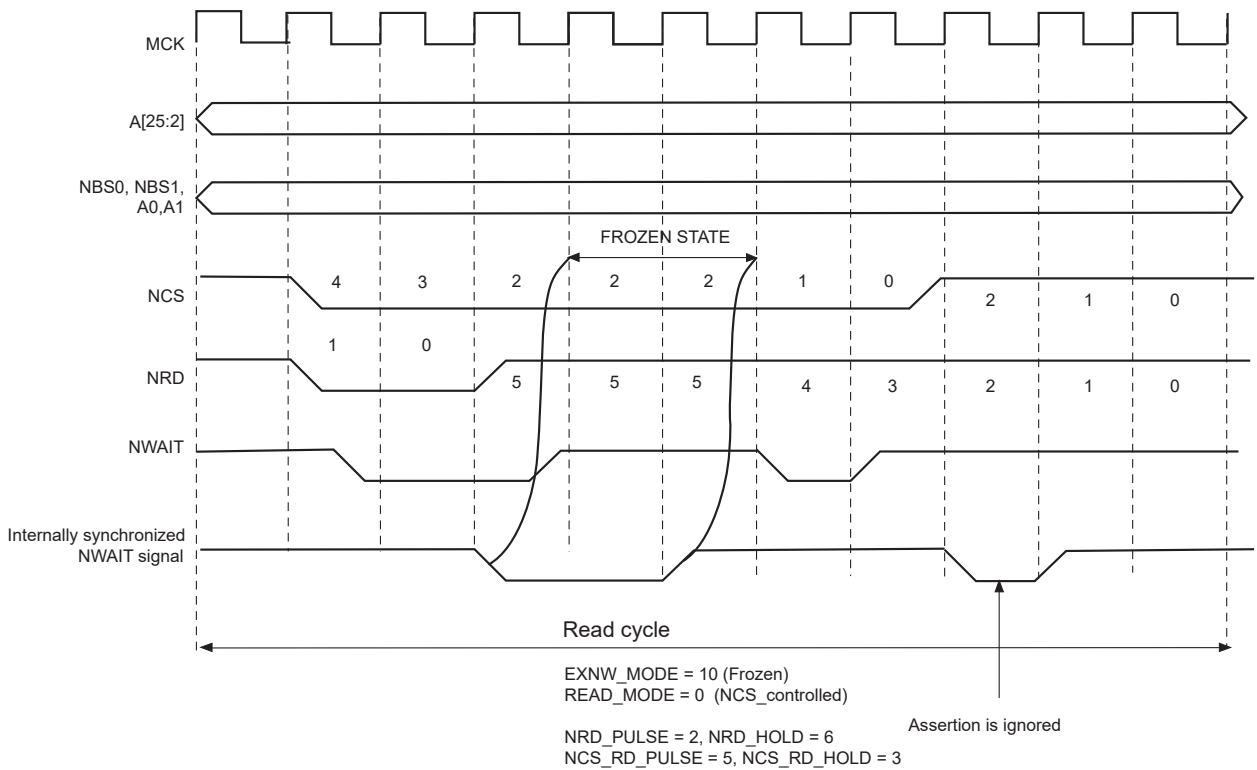 MCK
A[25:2]
NBS0, NBS1,
A0,A1
FROZEN STATE
4 3 2 2 2 1 0
NCS
2 1 0
1 0
NRD
5 5 5 4 3 2 1 0
NWAIT
Internally synchronized
NWAIT signal
Read cycle
EXNW_MODE = 10 (Frozen)
READ_MODE = 0 (NCS_controlled)
Assertion is ignored
NRD_PULSE = 2, NRD_HOLD = 6
NCS_RD_PULSE = 5, NCS_RD_HOLD = 3